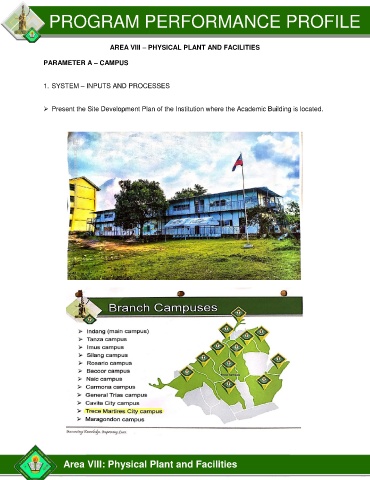 PROGRAM PERFORMANCE PROFILE
AREA VIII – PHYSICAL PLANT AND FACILITIES
PARAMETER A – CAMPUS
1. SYSTEM – INPUTS AND PROCESSES
➢ Present the Site Development Plan of the Institution where the Academic Building is located.
Branch Campuses
➢ Indang (main campus)
➢ Tanza campus
➢ Imus campus
➢ Silang campus
➢ Rosario campus
➢ Bacoor campus
➢ Naic campus
➢ Carmona campus
➢ General Trias campus
➢ Cavite City campus
➢ Trece Martires City campus
➢ Maragondon campus
Area VIII: Physical Plant and Facilities